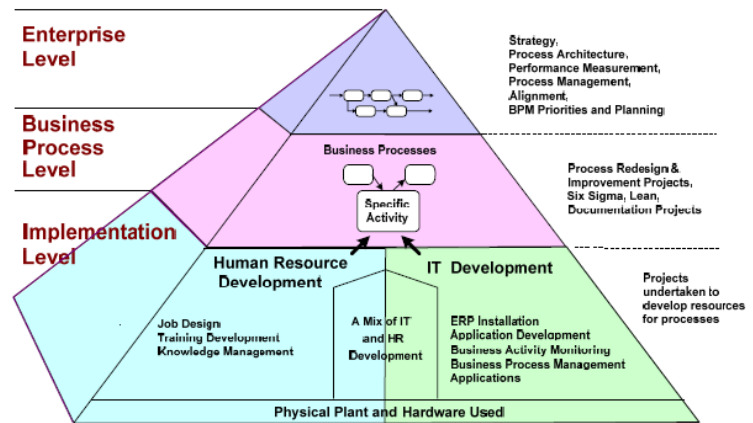 Enterprise
Level
Strategy,
Process Architecture,
Performance Measurement,
Process Management,
Alignment,
BPM Priorities and Planning
Business
Process
Level
Business Processes
Specific
Activity
Process Redesign &
Improvement Projects,
Six Sigma, Lean,
Documentation Projects
Implementation
Level
Human Resource
Development
IT Development
Projects
undertaken to
develop resources
for processes
Job Design
Training Development
Knowledge Management
A Mix of IT
and HR
Development
ERP Installation
Application Development
Business Activity Monitoring
Business Process Management
Applications
Physical Plant and Hardware Used